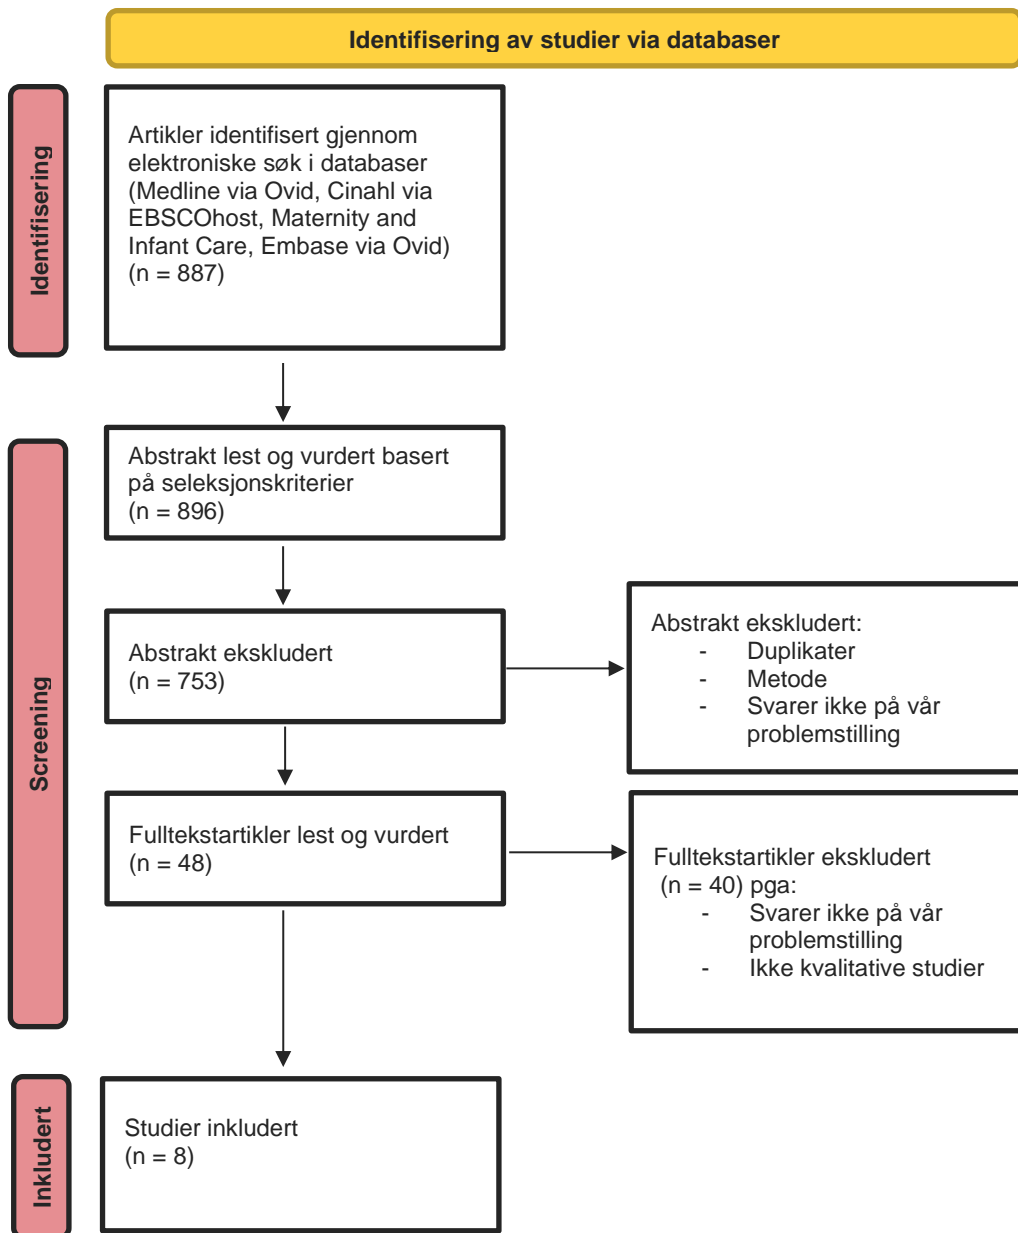 Identifisering av studier via databaser
Identifisering
Artikler identifisert gjennom
elektroniske søk i databaser
(Medline via Ovid, Cinahl via
EBSCOhost, Maternity and
Infant Care, Embase via Ovid)
(n = 887)
Screening
Abstrakt lest og vurdert basert
på seleksjonskriterier
(n = 896)
Abstrakt ekskludert
(n = 753)
Abstrakt ekskludert:
- Duplikater
- Metode
- Svarer ikke på vår
problemstilling
Fulltekstartikler lest og vurdert
(n = 48)
Fulltekstartikler ekskludert
(n = 40) pga:
- Svarer ikke på vår
problemstilling
- Ikke kvalitative studier
Inkludert
Studier inkludert
(n = 8)